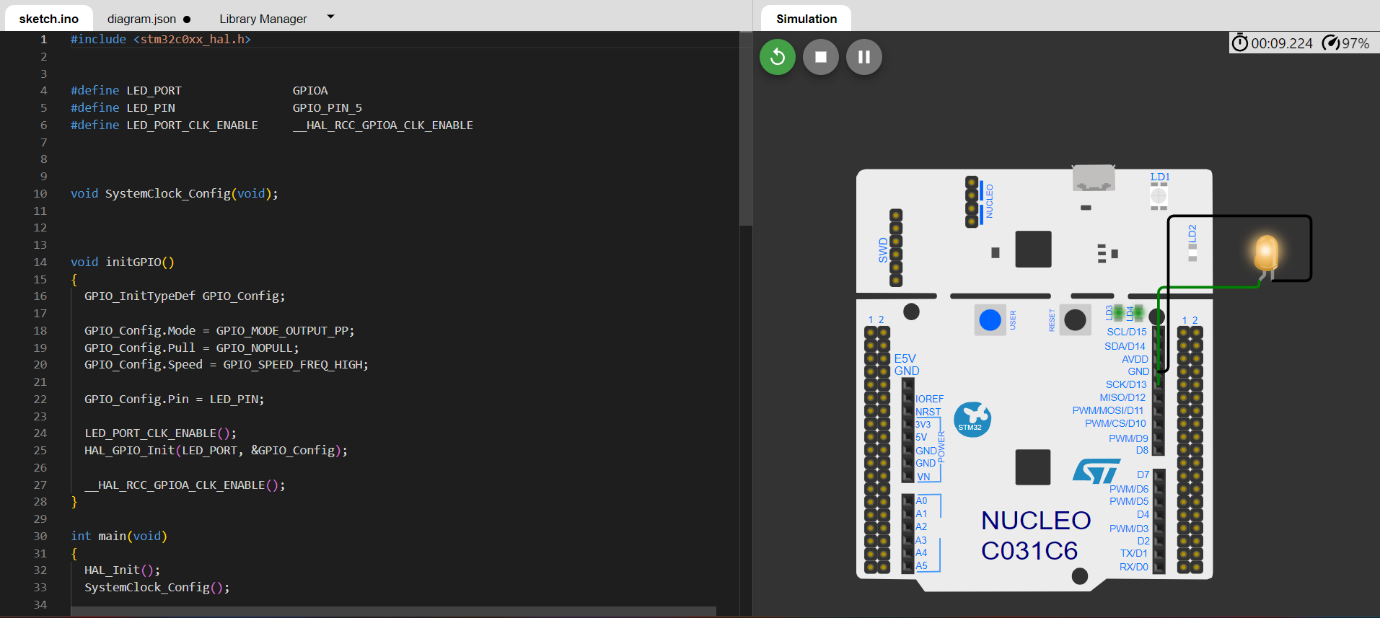 sketch.ino diagram.json ● Library Manager
1 #include <stm32c0xx_hal.h>
2
3
4 #define LED_PORT GPIOA
5 #define LED_PIN GPIO_PIN_5
6 #define LED_PORT_CLK_ENABLE __HAL_RCC_GPIOA_CLK_ENABLE
7
8
9
10 void SystemClock_Config(void);
11
12
13
14 void initGPIO()
15 {
16 GPIO_InitTypeDef GPIO_Config;
17
18 GPIO_Config.Mode = GPIO_MODE_OUTPUT_PP;
19 GPIO_Config.Pull = GPIO_NOPULL;
20 GPIO_Config.Speed = GPIO_SPEED_FREQ_HIGH;
21
22 GPIO_Config.Pin = LED_PIN;
23
24 LED_PORT_CLK_ENABLE();
25 HAL_GPIO_Init(LED_PORT, &GPIO_Config);
26
27 __HAL_RCC_GPIOA_CLK_ENABLE();
28 }
29
30 int main(void)
31 {
32 HAL_Init();
33 SystemClock_Config();
34
Simulation
00:09.224 97%
LD1
NUCLEO
SWD
LD2
USER
RESET
LD3
LD4
1 2
1 2
E5V
GND
IOREF
NRST
3V3
5V
GND
GND
VN
POWER
A0
A1
A2
A3
A4
A5
SCL/D15
SDA/D14
AVDD
GND
SCK/D13
MISO/D12
PWM/MOSI/D11
PWM/CS/D10
PWM/D9
D8
D7
PWM/D6
PWM/D5
D4
PWM/D3
D2
TX/D1
RX/D0
STM32
ST
NUCLEO
C031C6